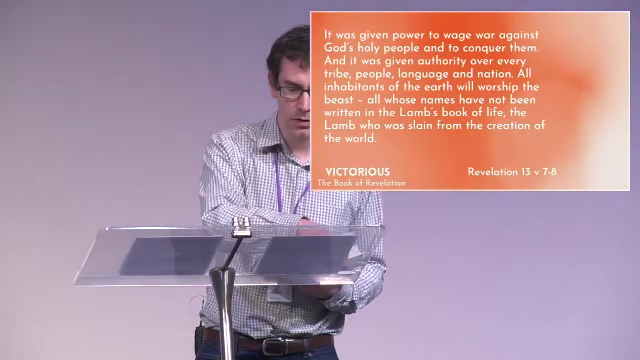 It was given power to wage war against
God's holy people and to conquer them.
And it was given authority over every
tribe, people, language and nation. All
inhabitants of the earth will worship the
beast – all whose names have not been
written in the Lamb's book of life, the
Lamb who was slain from the creation of
the world.
VICTORIOUS
Revelation 13 v 7-8
The Book of Revelation